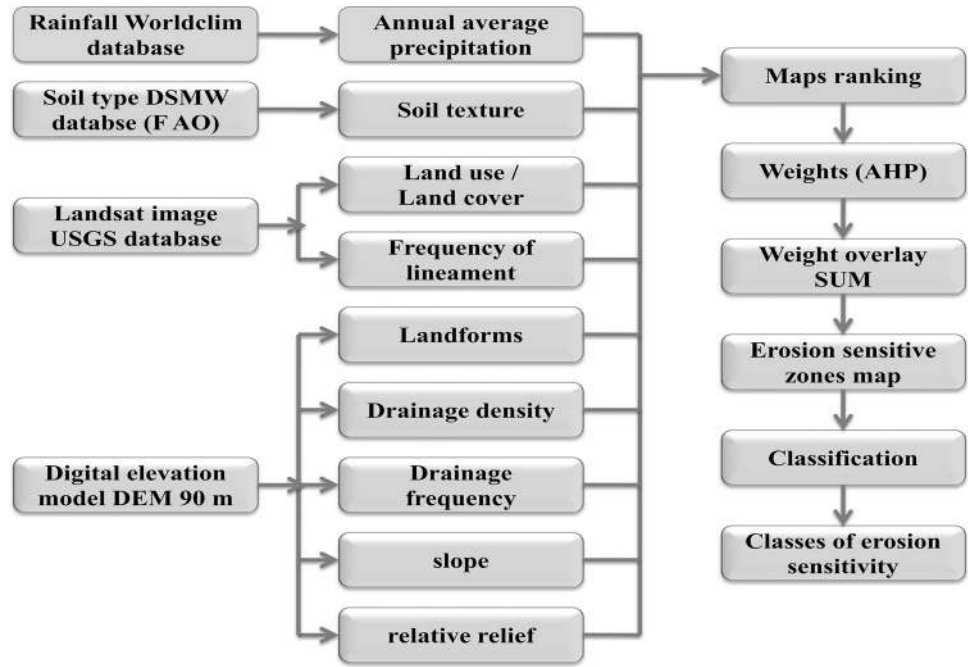 Rainfall Worldclim
database
Annual average
precipitation
Soil type DSMW
databse (F AO)
Soil texture
Landsat image
USGS database
Land use /
Land cover
Frequency of
lineament
Digital elevation
model DEM 90 m
Landforms
Drainage density
Drainage
frequency
slope
relative relief
Maps ranking
Weights (AHP)
Weight overlay
SUM
Erosion sensitive
zones map
Classification
Classes of erosion
sensitivity